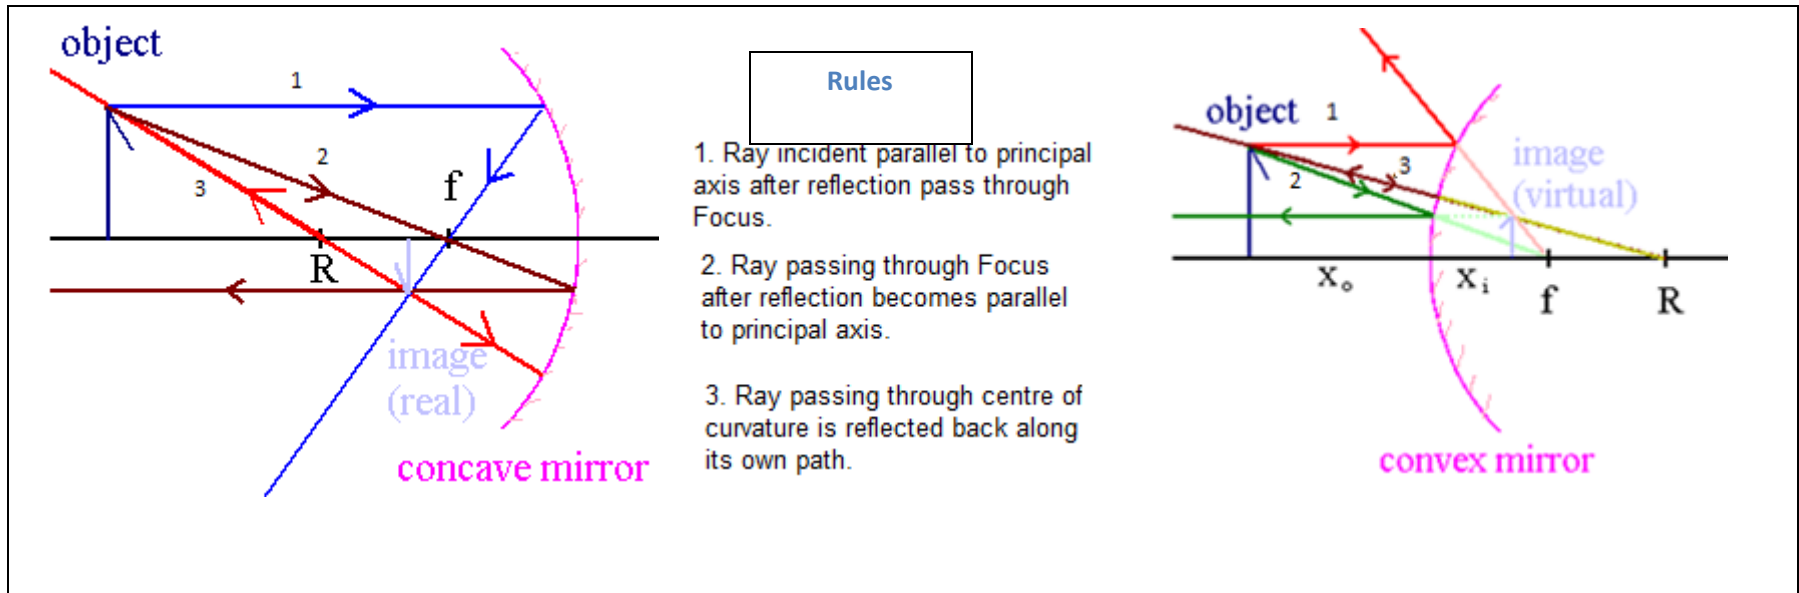 object
1
2
3
f
R
image
(real)
concave mirror
Rules
1. Ray incident parallel to principal
axis after reflection pass through
Focus.
2. Ray passing through Focus
after reflection becomes parallel
to principal axis.
3. Ray passing through centre of
curvature is reflected back along
its own path.
object
1
2
3
image
(virtual)
Xo
Xi
f
R
convex mirror